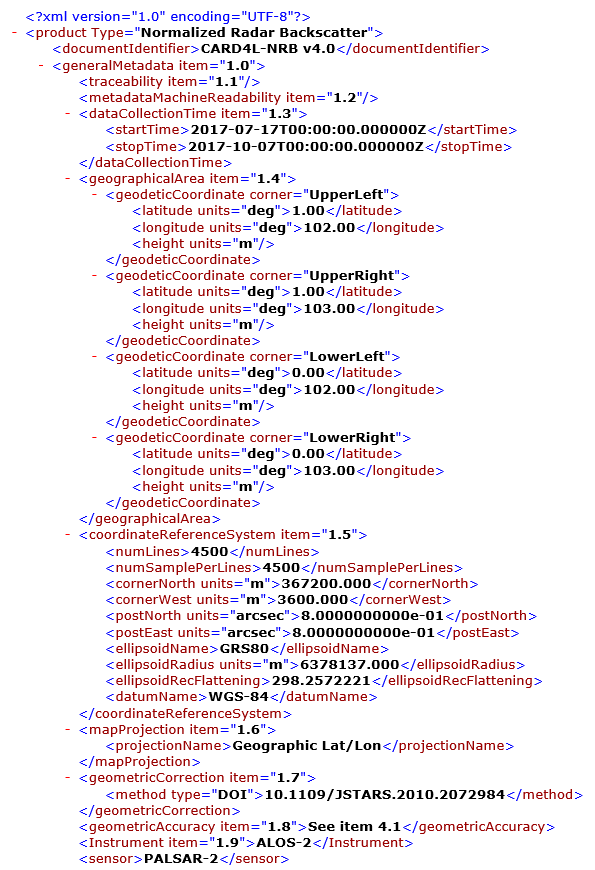 <?xml version="1.0" encoding="UTF-8"?>
- <product Type="Normalized Radar Backscatter">
<documentIdentifier>CARD4L-NRB v4.0</documentIdentifier>
- <generalMetadata item="1.0">
<traceability item="1.1"/>
<metadataMachineReadability item="1.2"/>
- <dataCollectionTime item="1.3">
<startTime>2017-07-17T00:00:00.000000Z</startTime>
<stopTime>2017-10-07T00:00:00.000000Z</stopTime>
</dataCollectionTime>
- <geographicalArea item="1.4">
- <geodeticCoordinate corner="UpperLeft">
<latitude units="deg">1.00</latitude>
<longitude units="deg">102.00</longitude>
<height units="m"/>
</geodeticCoordinate>
- <geodeticCoordinate corner="UpperRight">
<latitude units="deg">1.00</latitude>
<longitude units="deg">103.00</longitude>
<height units="m"/>
</geodeticCoordinate>
- <geodeticCoordinate corner="LowerLeft">
<latitude units="deg">0.00</latitude>
<longitude units="deg">102.00</longitude>
<height units="m"/>
</geodeticCoordinate>
- <geodeticCoordinate corner="LowerRight">
<latitude units="deg">0.00</latitude>
<longitude units="deg">103.00</longitude>
<height units="m"/>
</geodeticCoordinate>
</geographicalArea>
- <coordinateReferenceSystem item="1.5">
<numLines>4500</numLines>
<numSamplePerLines>4500</numSamplePerLines>
<cornerNorth units="m">367200.000</cornerNorth>
<cornerWest units="m">3600.000</cornerWest>
<postNorth units="arcsec">8.0000000000e-01</postNorth>
<postEast units="arcsec">8.0000000000e-01</postEast>
<ellipsoidName>GRS80</ellipsoidName>
<ellipsoidRadius units="m">6378137.000</ellipsoidRadius>
<ellipsoidRecFlattening>298.2572221</ellipsoidRecFlattening>
<datumName>WGS-84</datumName>
</coordinateReferenceSystem>
- <mapProjection item="1.6">
<projectionName>Geographic Lat/Lon</projectionName>
</mapProjection>
- <geometricCorrection item="1.7">
<method type="DOI">10.1109/JSTARS.2010.2072984</method>
</geometricCorrection>
<geometricAccuracy item="1.8">See item 4.1</geometricAccuracy>
<Instrument item="1.9">ALOS-2</Instrument>
<sensor>PALSAR-2</sensor>